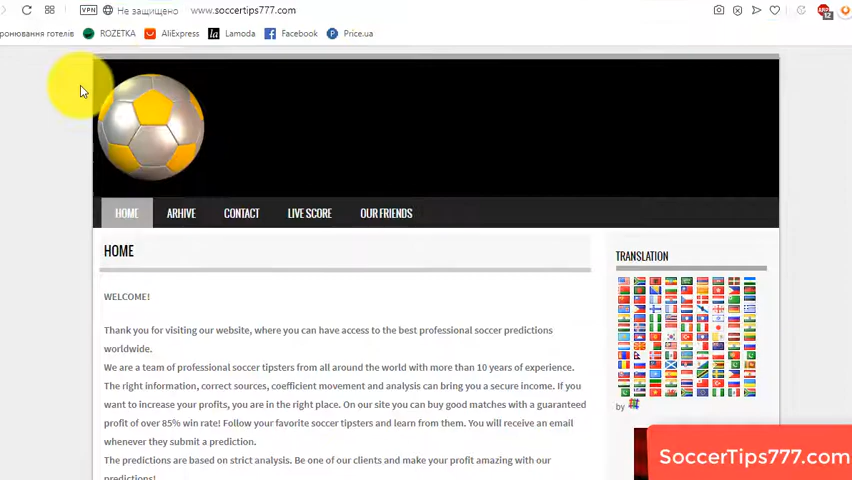 VPN Не защищено www.soccertips777.com
12
ронювання готелів ROZETKA AliExpress la Lamoda Facebook P Price.ua
HOME ARHIVE CONTACT LIVE SCORE OUR FRIENDS
HOME
WELCOME!
Thank you for visiting our website, where you can have access to the best professional soccer predictions
worldwide.
We are a team of professional soccer tipsters from all around the world with more than 10 years of experience.
The right information, correct sources, coefficient movement and analysis can bring you a secure income. If you
want to increase your profits, you are in the right place. On our site you can buy good matches with a guaranteed
profit of over 85% win rate! Follow your favorite soccer tipsters and learn from them. You will receive an email
whenever they submit a prediction.
The predictions are based on strict analysis. Be one of our clients and make your profit amazing with our
predictions!
TRANSLATION
by
SoccerTips777.com